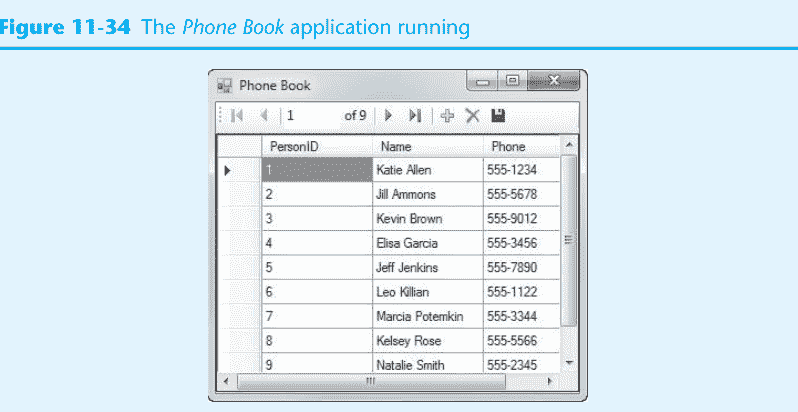 Figure 11-34 The Phone Book application running
Phone Book
1 of 9
PersonID Name Phone
1 Katie Allen 555-1234
2 Jill Ammons 555-5678
3 Kevin Brown 555-9012
4 Elisa Garcia 555-3456
5 Jeff Jenkins 555-7890
6 Leo Killian 555-1122
7 Marcia Potemkin 555-3344
8 Kelsey Rose 555-5566
9 Natalie Smith 555-2345